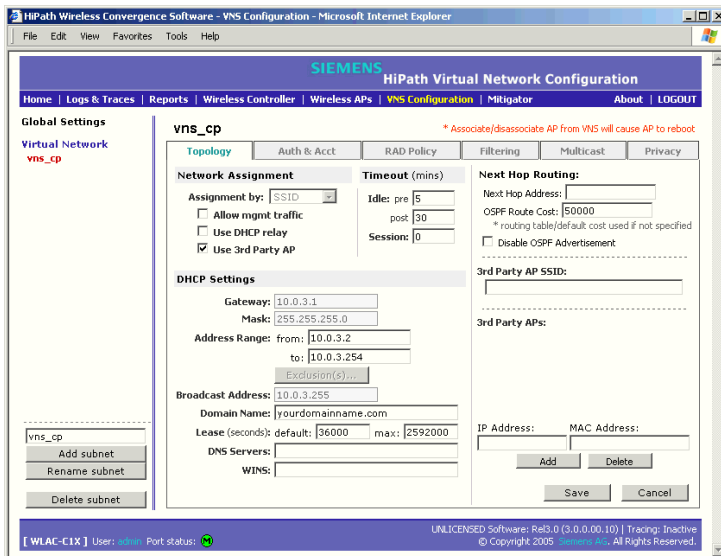 HiPath Wireless Convergence Software - VNS Configuration - Microsoft Internet Explorer
File Edit View Favorites Tools Help
SIEMENS
HiPath Virtual Network Configuration
Home | Logs & Traces | Reports | Wireless Controller | Wireless APs | VNS Configuration | Mitigator About | LOGOUT
Global Settings
Virtual Network
vns_cp
vns_cp
Add subnet
Rename subnet
Delete subnet
vns_cp
* Associate/disassociate AP from VNS will cause AP to reboot
Topology Auth & Acct RAD Policy Filtering Multicast Privacy
Network Assignment
Assignment by: SSID
Allow mgmt traffic
Use DHCP relay
Use 3rd Party AP
Timeout (mins)
Idle: pre 5
post 30
Session: 0
DHCP Settings
Gateway: 10.0.3.1
Mask: 255.255.255.0
Address Range: from: 10.0.3.2
to: 10.0.3.254
Exclusion(s)...
Broadcast Address: 10.0.3.255
Domain Name: yourdomainname.com
Lease (seconds): default: 36000 max: 2592000
DNS Servers:
WINS:
Next Hop Routing:
Next Hop Address:
OSPF Route Cost: 50000
* routing table/default cost used if not specified
Disable OSPF Advertisement
3rd Party AP SSID:
3rd Party APs:
IP Address: MAC Address:
Add Delete
Save Cancel
[ WLAC-C1X ] User: admin Port status: M
UNLICENSED Software: Rel3.0 (3.0.0.00.10) | Tracing: Inactive
© Copyright 2005 Siemens AG. All Rights Reserved.